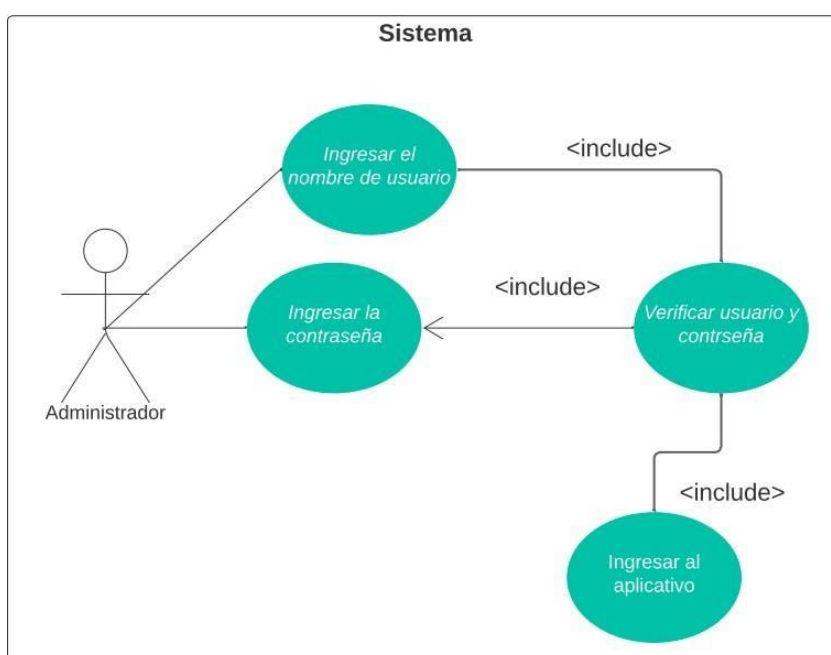 Sistema
Ingresar el
nombre de usuario
<include>
Ingresar la
contraseña
<include>
Verificar usuario y
contrseña
Administrador
<include>
Ingresar al
aplicativo